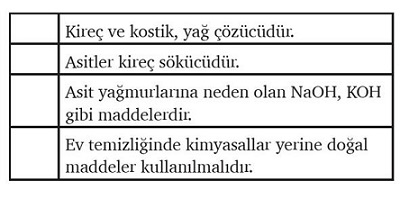 Kireç ve kostik, yağ çözücüdür.
Asitler kireç sökücüdür.
Asit yağmurlarına neden olan NaOH, KOH
gibi maddelerdir.
Ev temizliğinde kimyasallar yerine doğal
maddeler kullanılmalıdır.